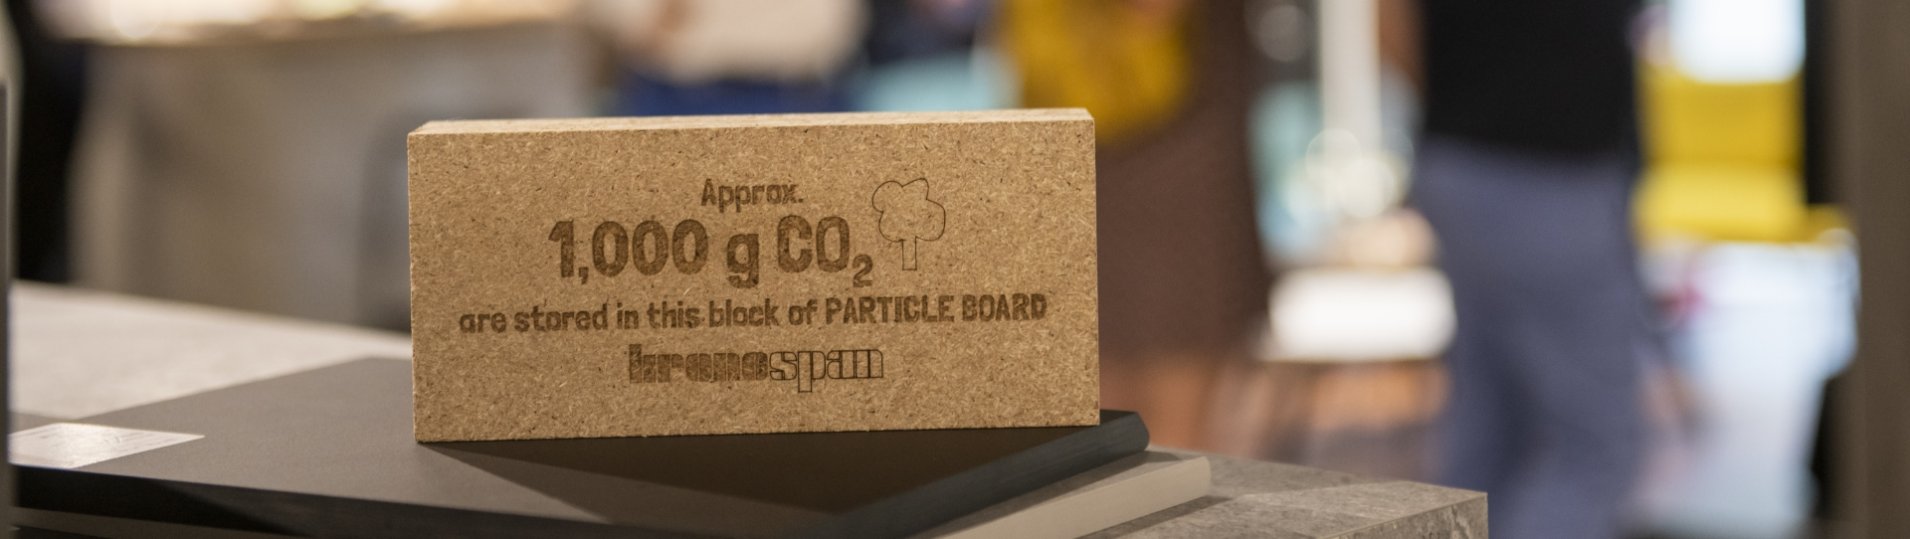 Approx.
1,000 g CO₂
are stored in this block of PARTICLE BOARD
kronospan